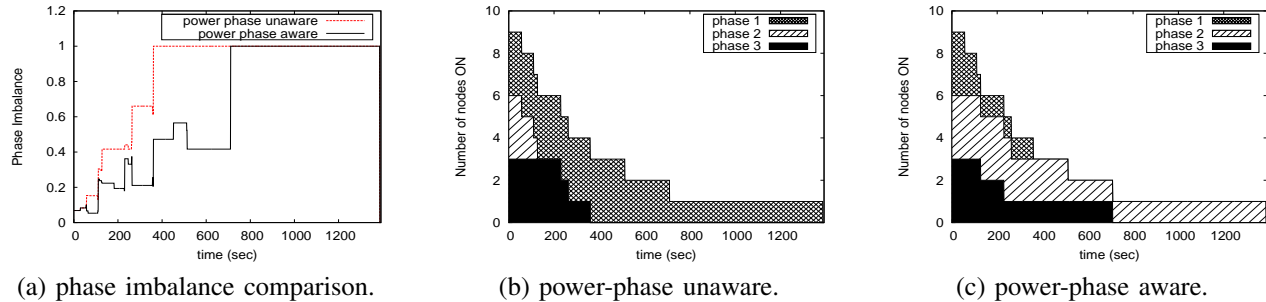 power phase unaware
power phase aware
Phase Imbalance
1.2
1
0.8
0.6
0.4
0.2
0
0 200 400 600 800 1000 1200
time (sec)
(a) phase imbalance comparison.
phase 1
phase 2
phase 3
Number of nodes ON
10
8
6
4
2
0
0 200 400 600 800 1000 1200
time (sec)
(b) power-phase unaware.
phase 1
phase 2
phase 3
Number of nodes ON
10
8
6
4
2
0
0 200 400 600 800 1000 1200
time (sec)
(c) power-phase aware.